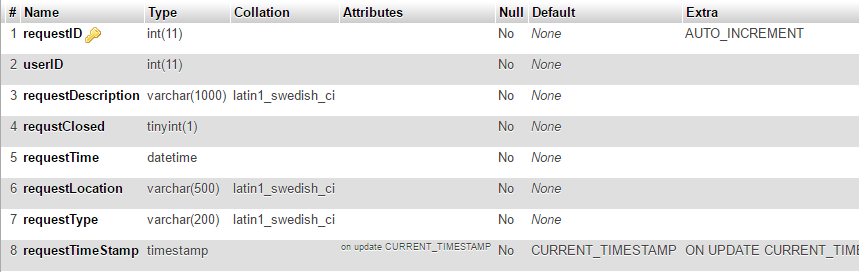 # Name Type Collation Attributes Null Default Extra
1 requestID int(11) No None AUTO_INCREMENT
2 userID int(11) No None
3 requestDescription varchar(1000) latin1_swedish_ci No None
4 requstClosed tinyint(1) No None
5 requestTime datetime No None
6 requestLocation varchar(500) latin1_swedish_ci No None
7 requestType varchar(200) latin1_swedish_ci No None
8 requestTimeStamp timestamp on update CURRENT_TIMESTAMP No CURRENT_TIMESTAMP ON UPDATE CURRENT_TIME